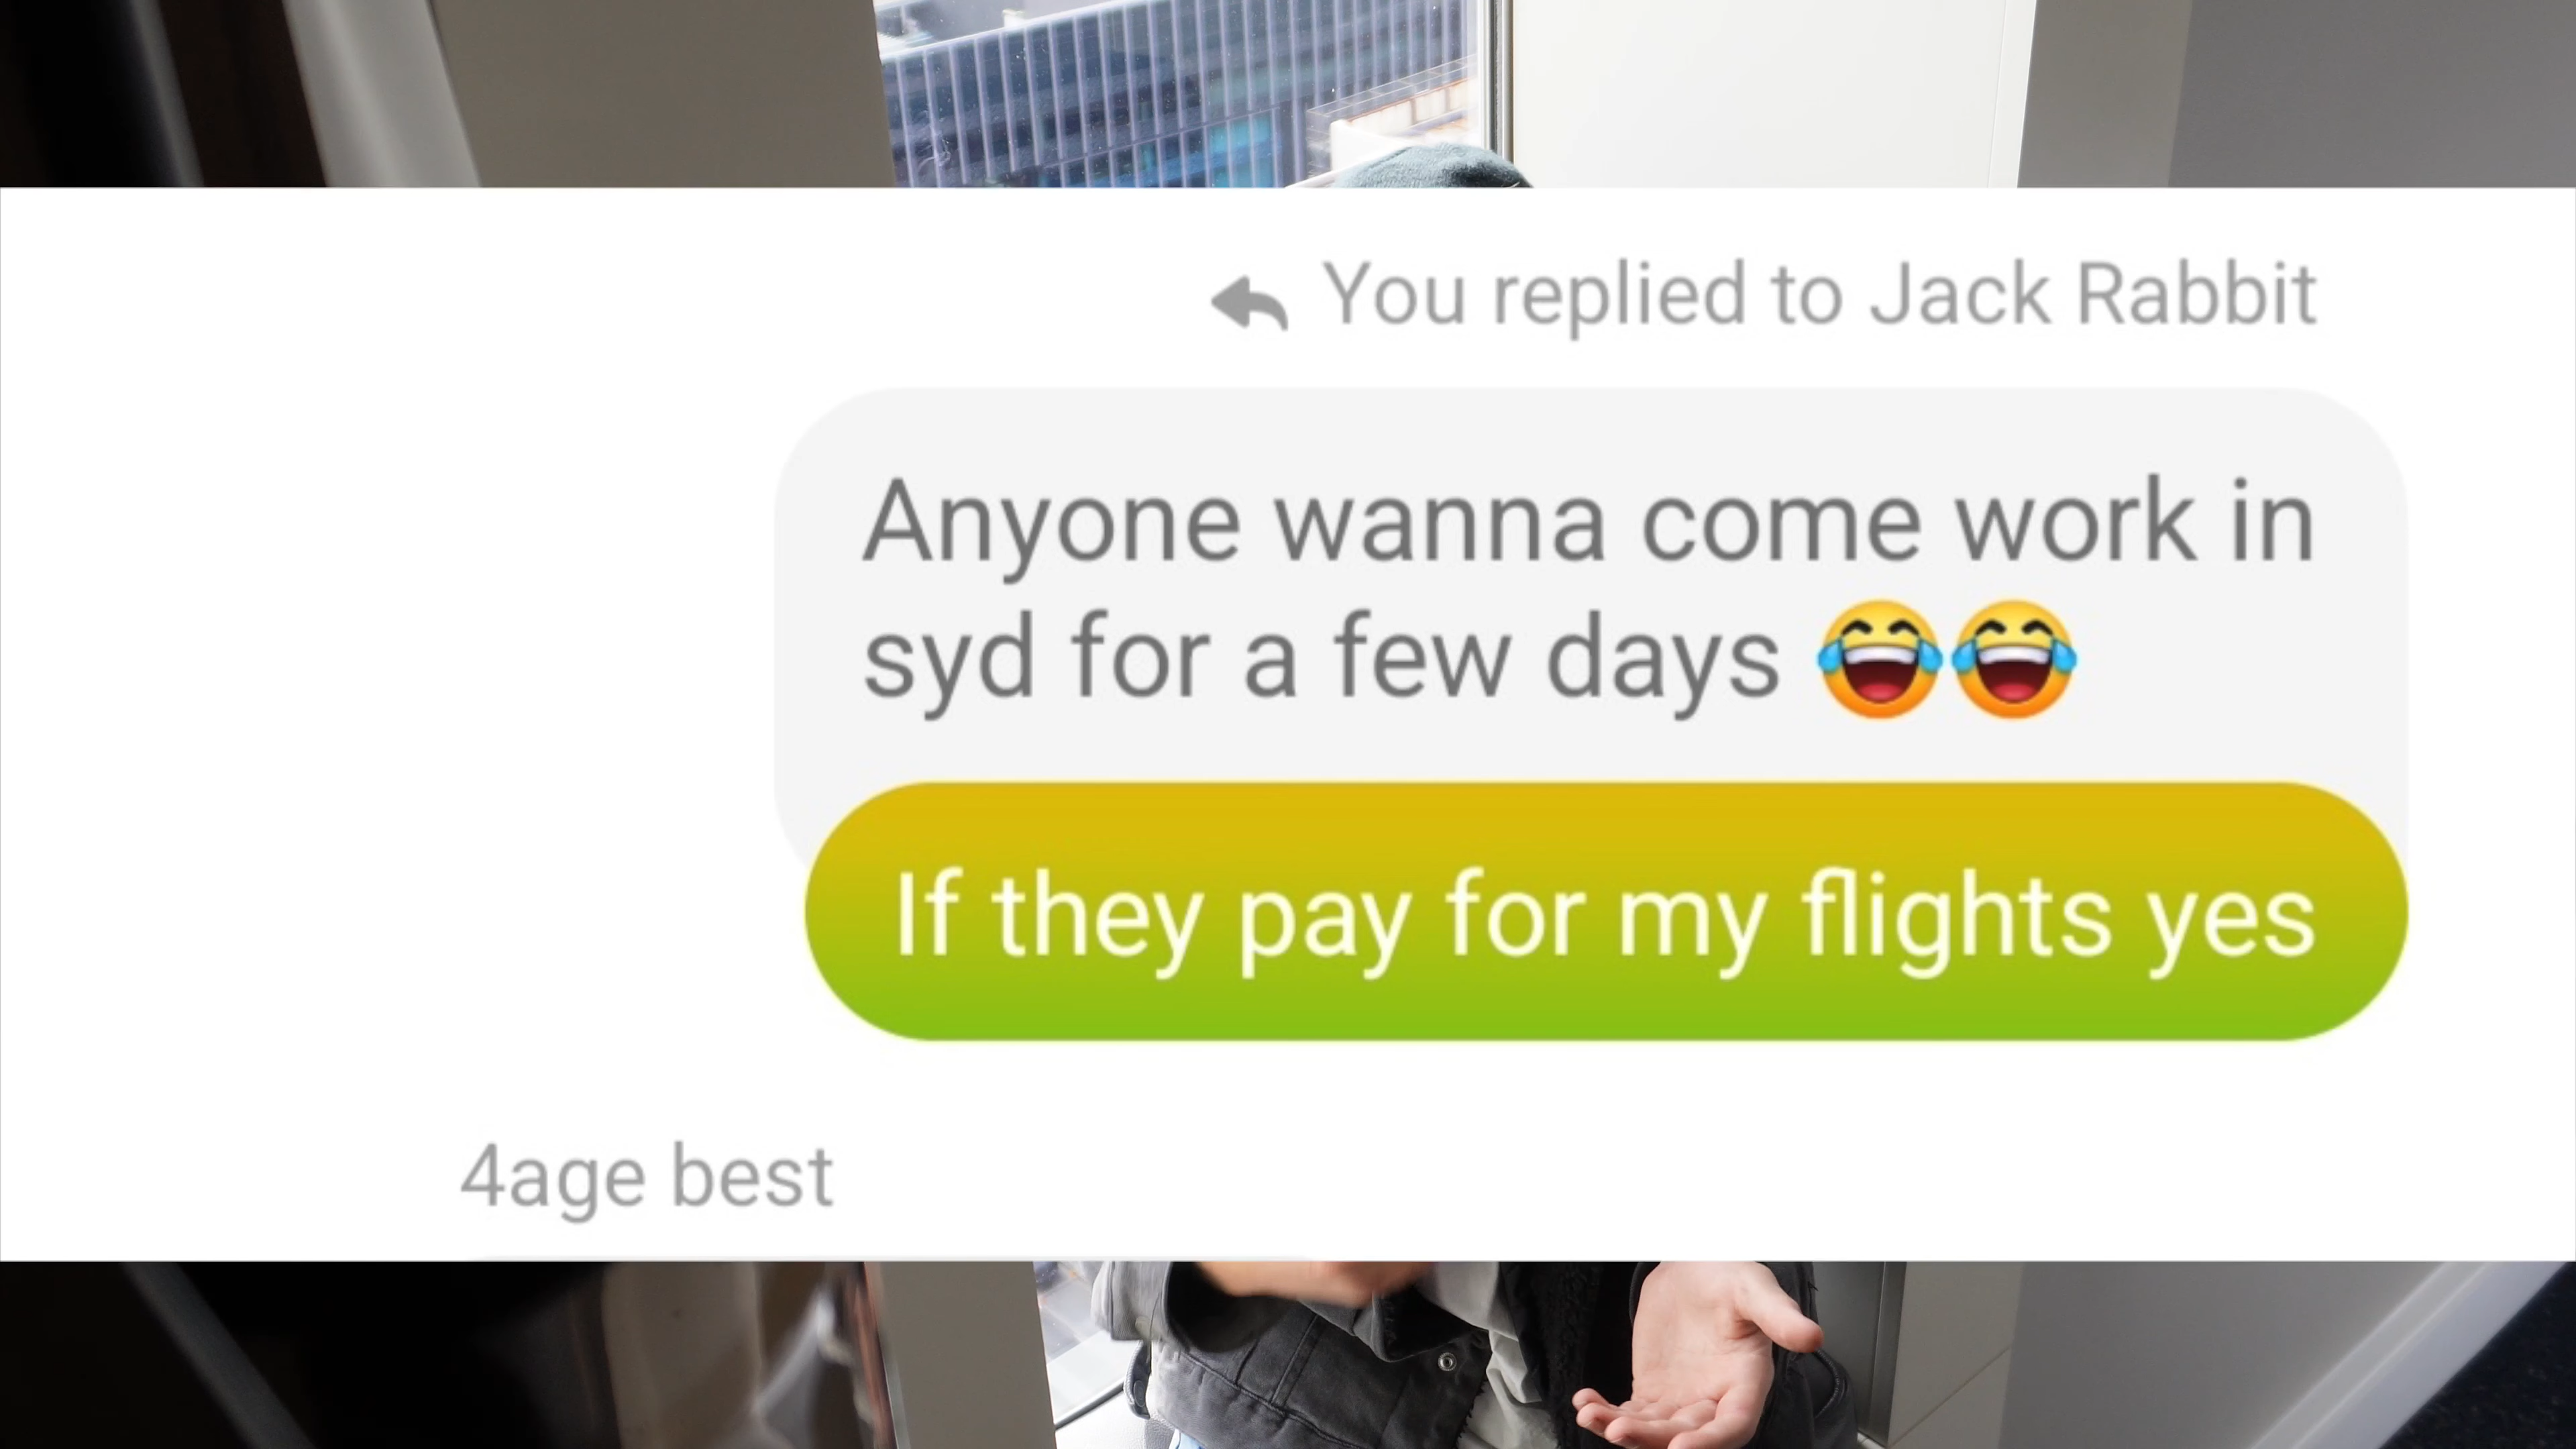 You replied to Jack Rabbit
Anyone wanna come work in
syd for a few days 😂😂
If they pay for my flights yes
4age best